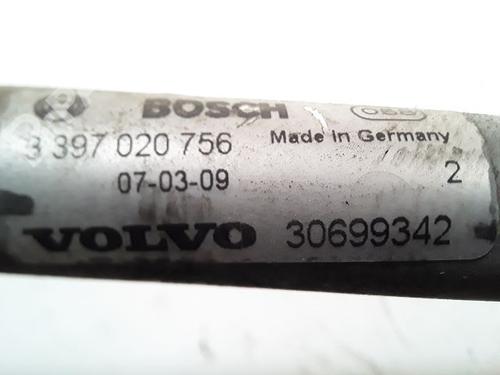 BOSCH
3 397 020 756
Made in Germany
07-03-09
2
VOLVO 30699342